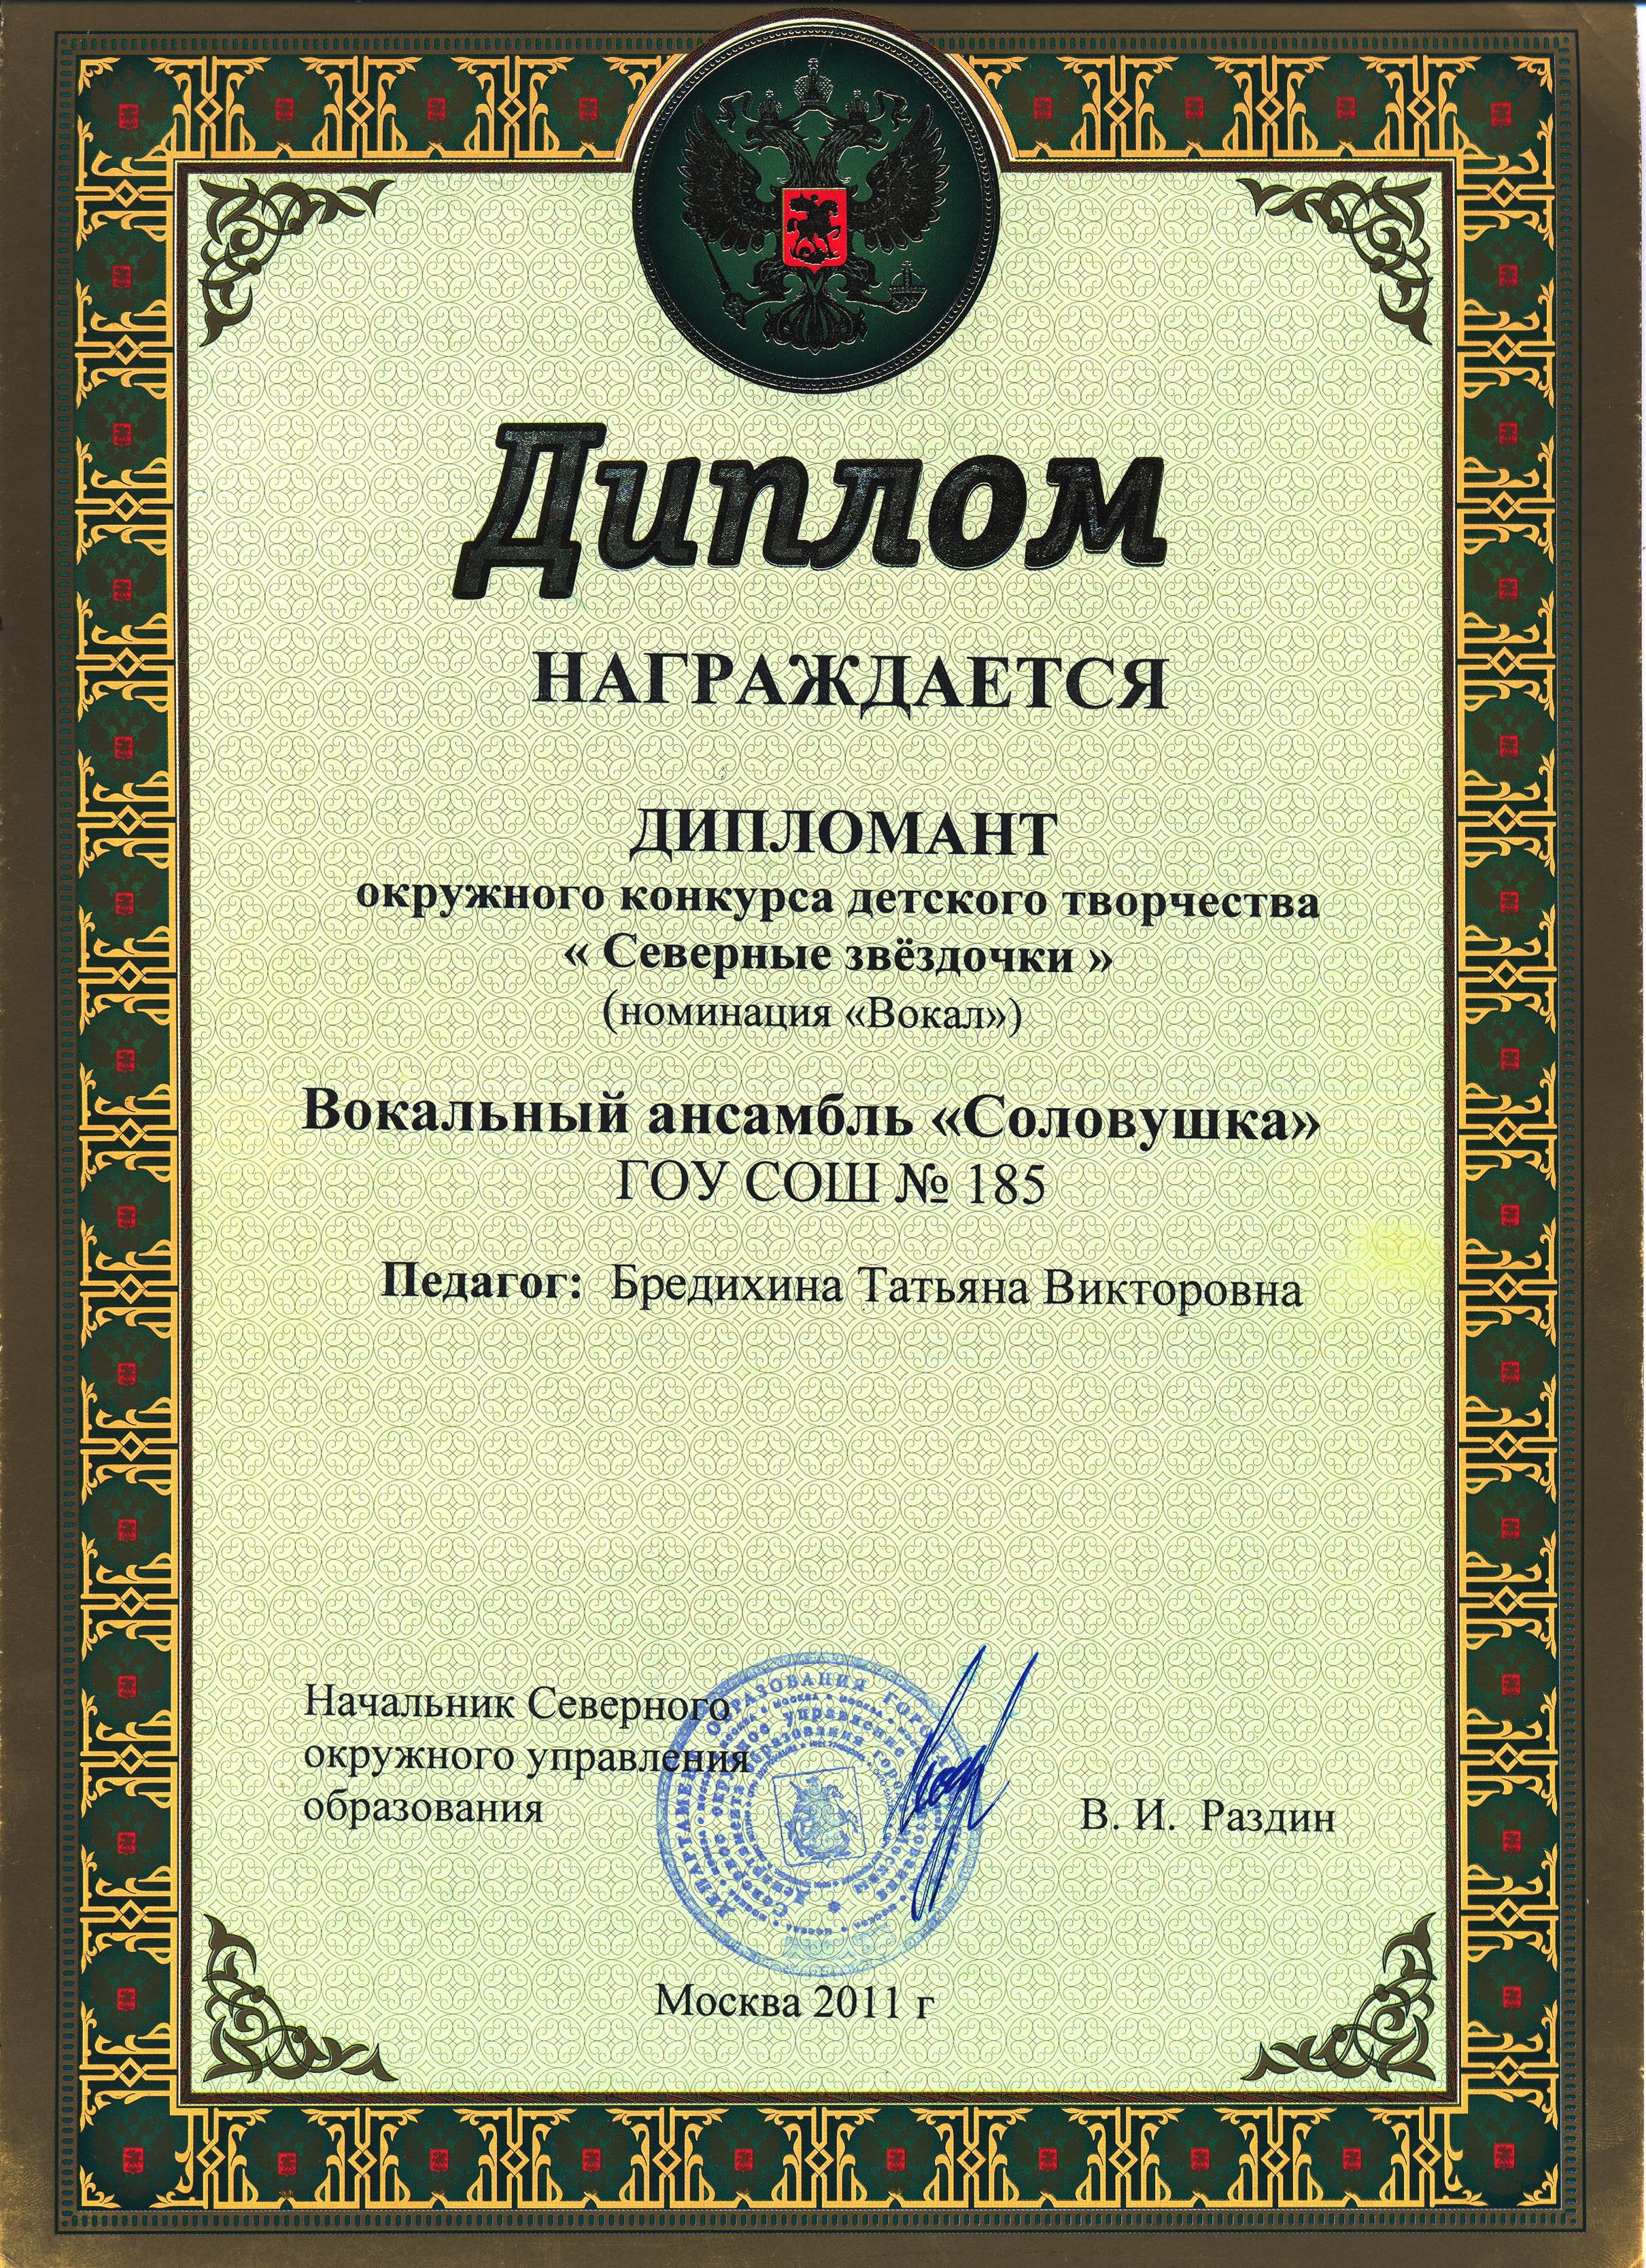 Диплом
НАГРАЖДАЕТСЯ
ДИПЛОМАНТ
окружного конкурса детского творчества
« Северные звёздочки »
(номинация «Вокал»)
Вокальный ансамбль «Соловушка»
ГОУ СОШ № 185
Педагог: Бредихина Татьяна Викторовна
Начальник Северного
окружного управления
образования
В. И. Раздин
Москва 2011 г